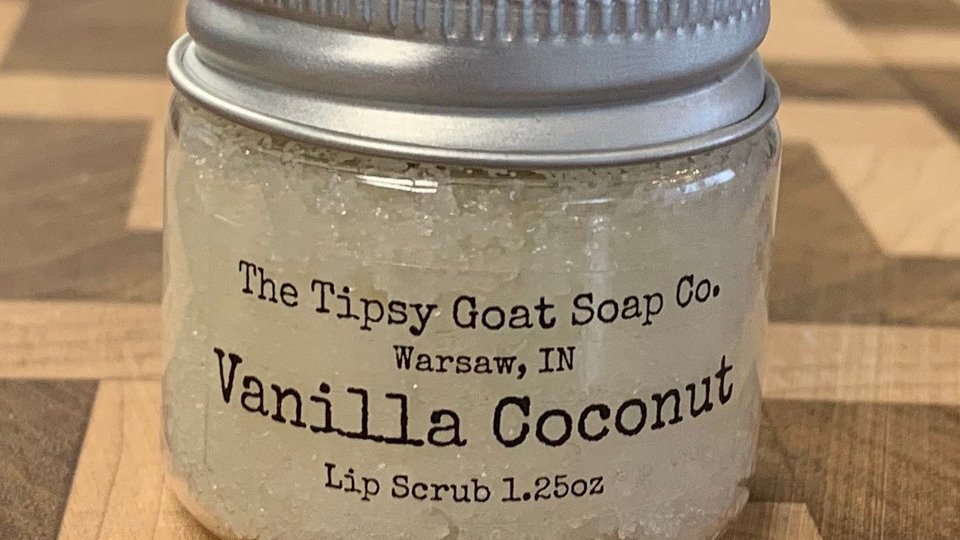 The Tipsy Goat Soap Co.
Warsaw, IN
Vanilla Coconut
Lip Scrub 1.25oz